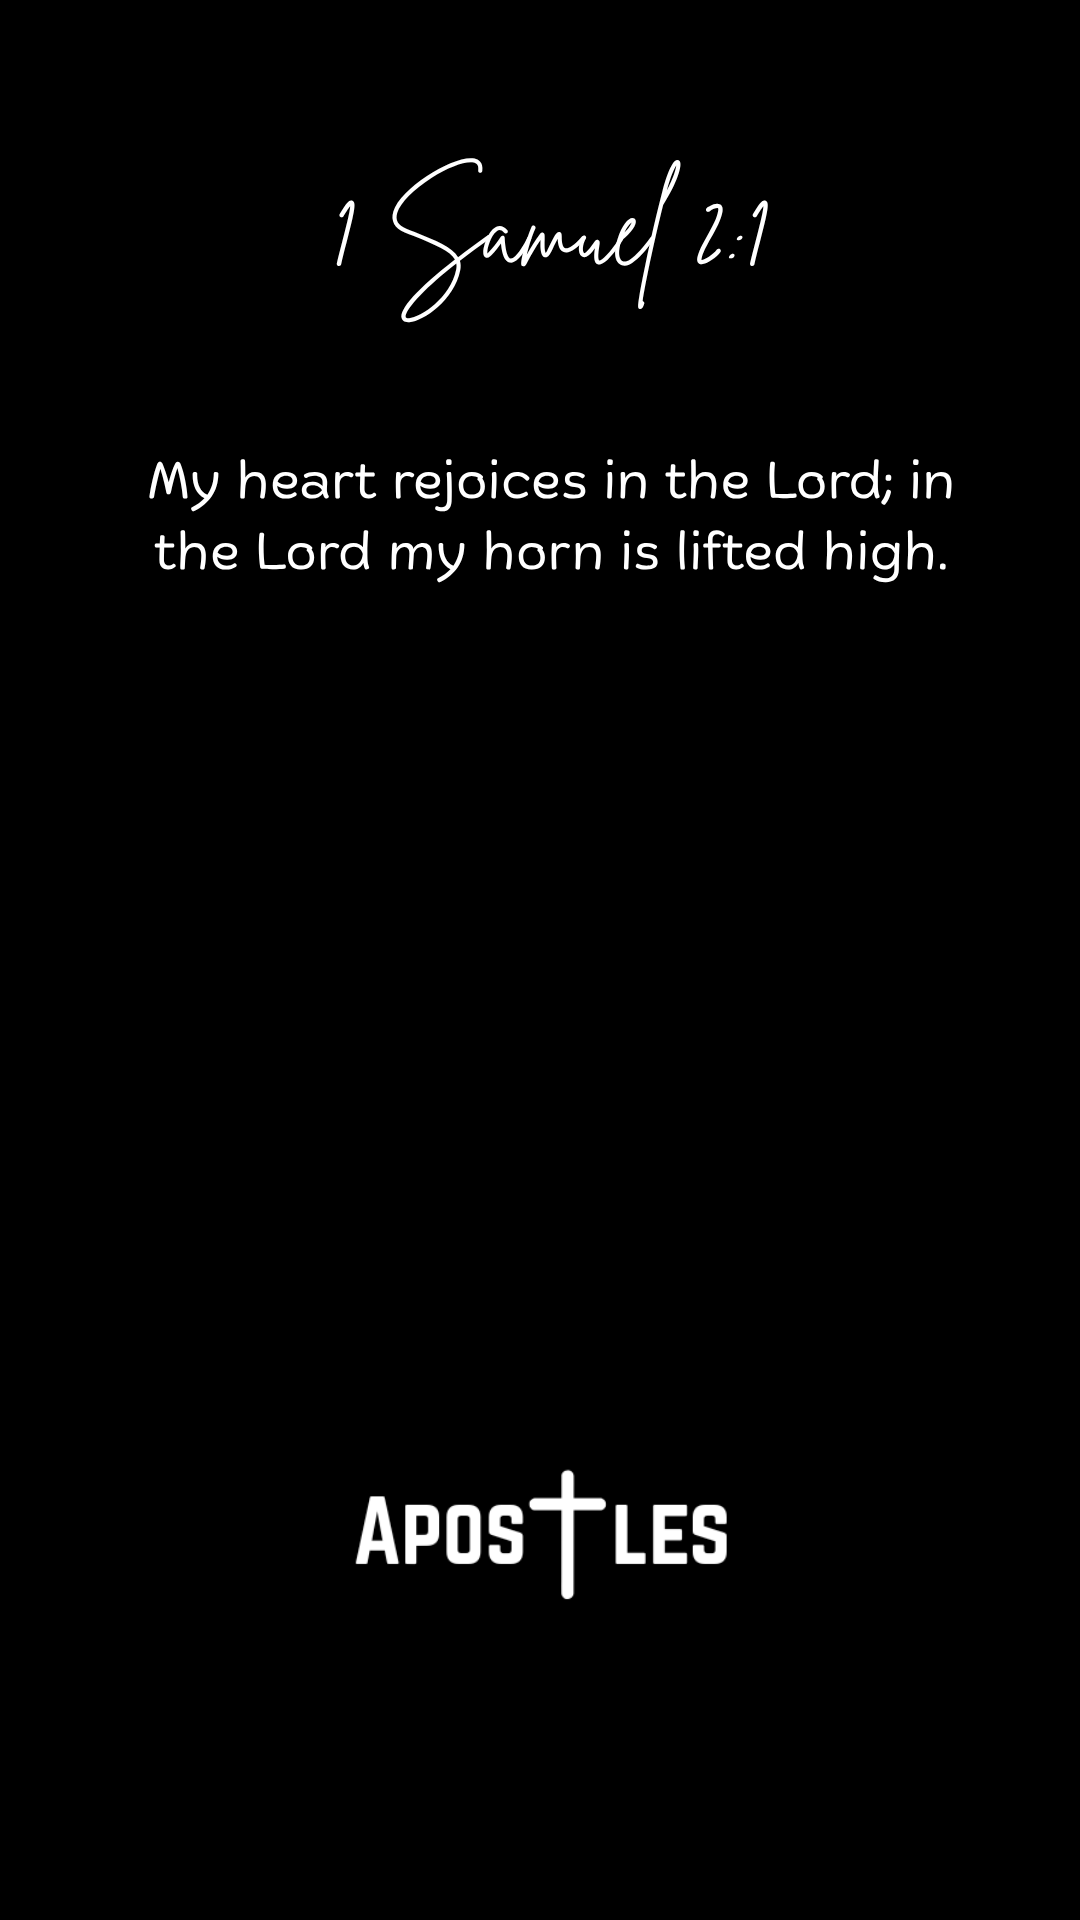 1 Samuel 2:1
My heart rejoices in the Lord; in
the Lord my horn is lifted high.
APOSTLES